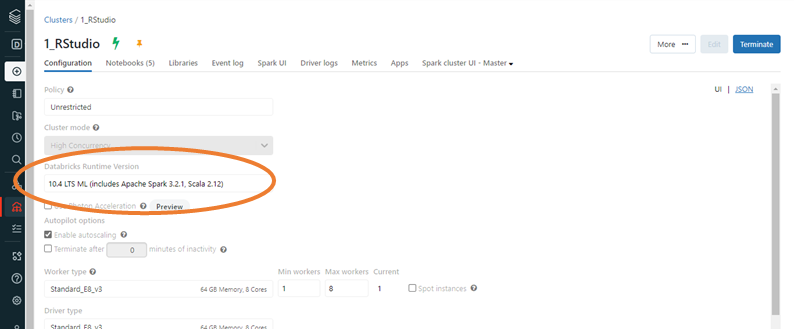 Clusters / 1_RStudio
D
1_RStudio
More ••• Edit Terminate
Configuration Notebooks (5) Libraries Event log Spark UI Driver logs Metrics Apps Spark cluster UI - Master
UI | JSON
Policy ?
Unrestricted
Cluster mode ?
High Concurrency
Databricks Runtime Version
10.4 LTS ML (includes Apache Spark 3.2.1, Scala 2.12)
Photon Acceleration ? Preview
Autopilot options
Enable autoscaling ?
Terminate after 0 minutes of inactivity ?
Worker type ? Min workers Max workers Current
Standard_E8_v3 64 GB Memory, 8 Cores 1 8 1 Spot instances ?
Driver type
Standard_E8_v3 64 GB Memory, 8 Cores